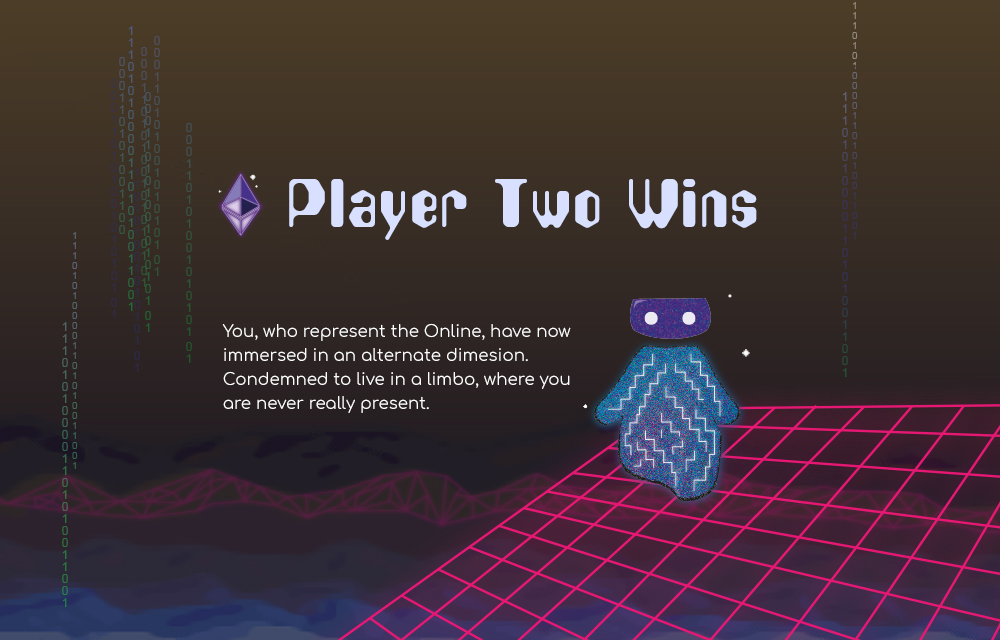 Player Two Wins
You, who represent the Online, have now
immersed in an alternate dimesion.
Condemned to live in a limbo, where you
are never really present.